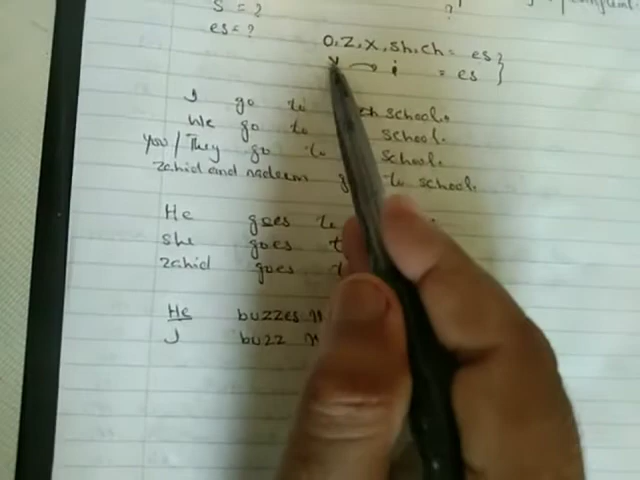 S = ?
?
es = ?
O, Z, X, sh, ch = es }
y → i = es
I go to school.
We go to school.
you / They go to school.
zahid and nadeem to school.
He goes to
she goes
zahid goes
He buzzes
I buzz